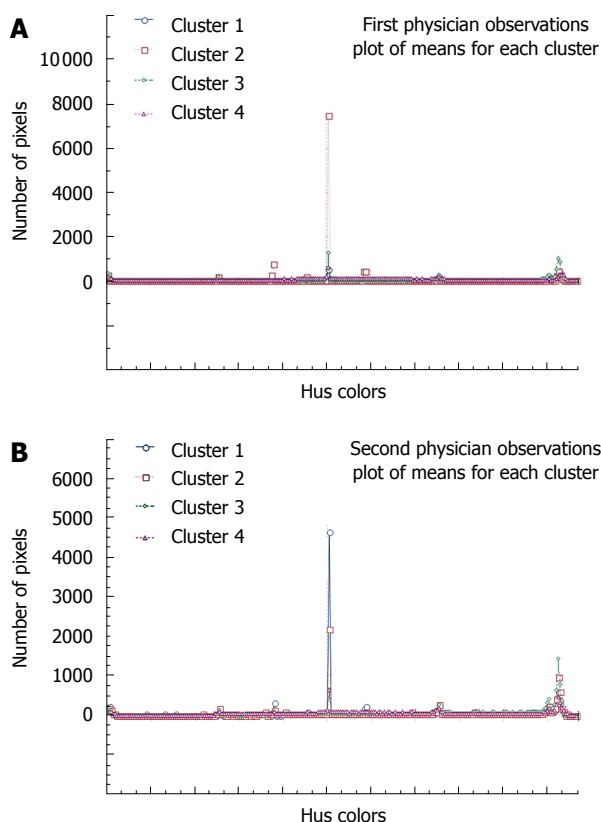 A
First physician observations
plot of means for each cluster
Cluster 1
Cluster 2
Cluster 3
Cluster 4
Number of pixels
10 000
8000
6000
4000
2000
0
Hus colors
B
Second physician observations
plot of means for each cluster
Cluster 1
Cluster 2
Cluster 3
Cluster 4
Number of pixels
6000
5000
4000
3000
2000
1000
0
Hus colors